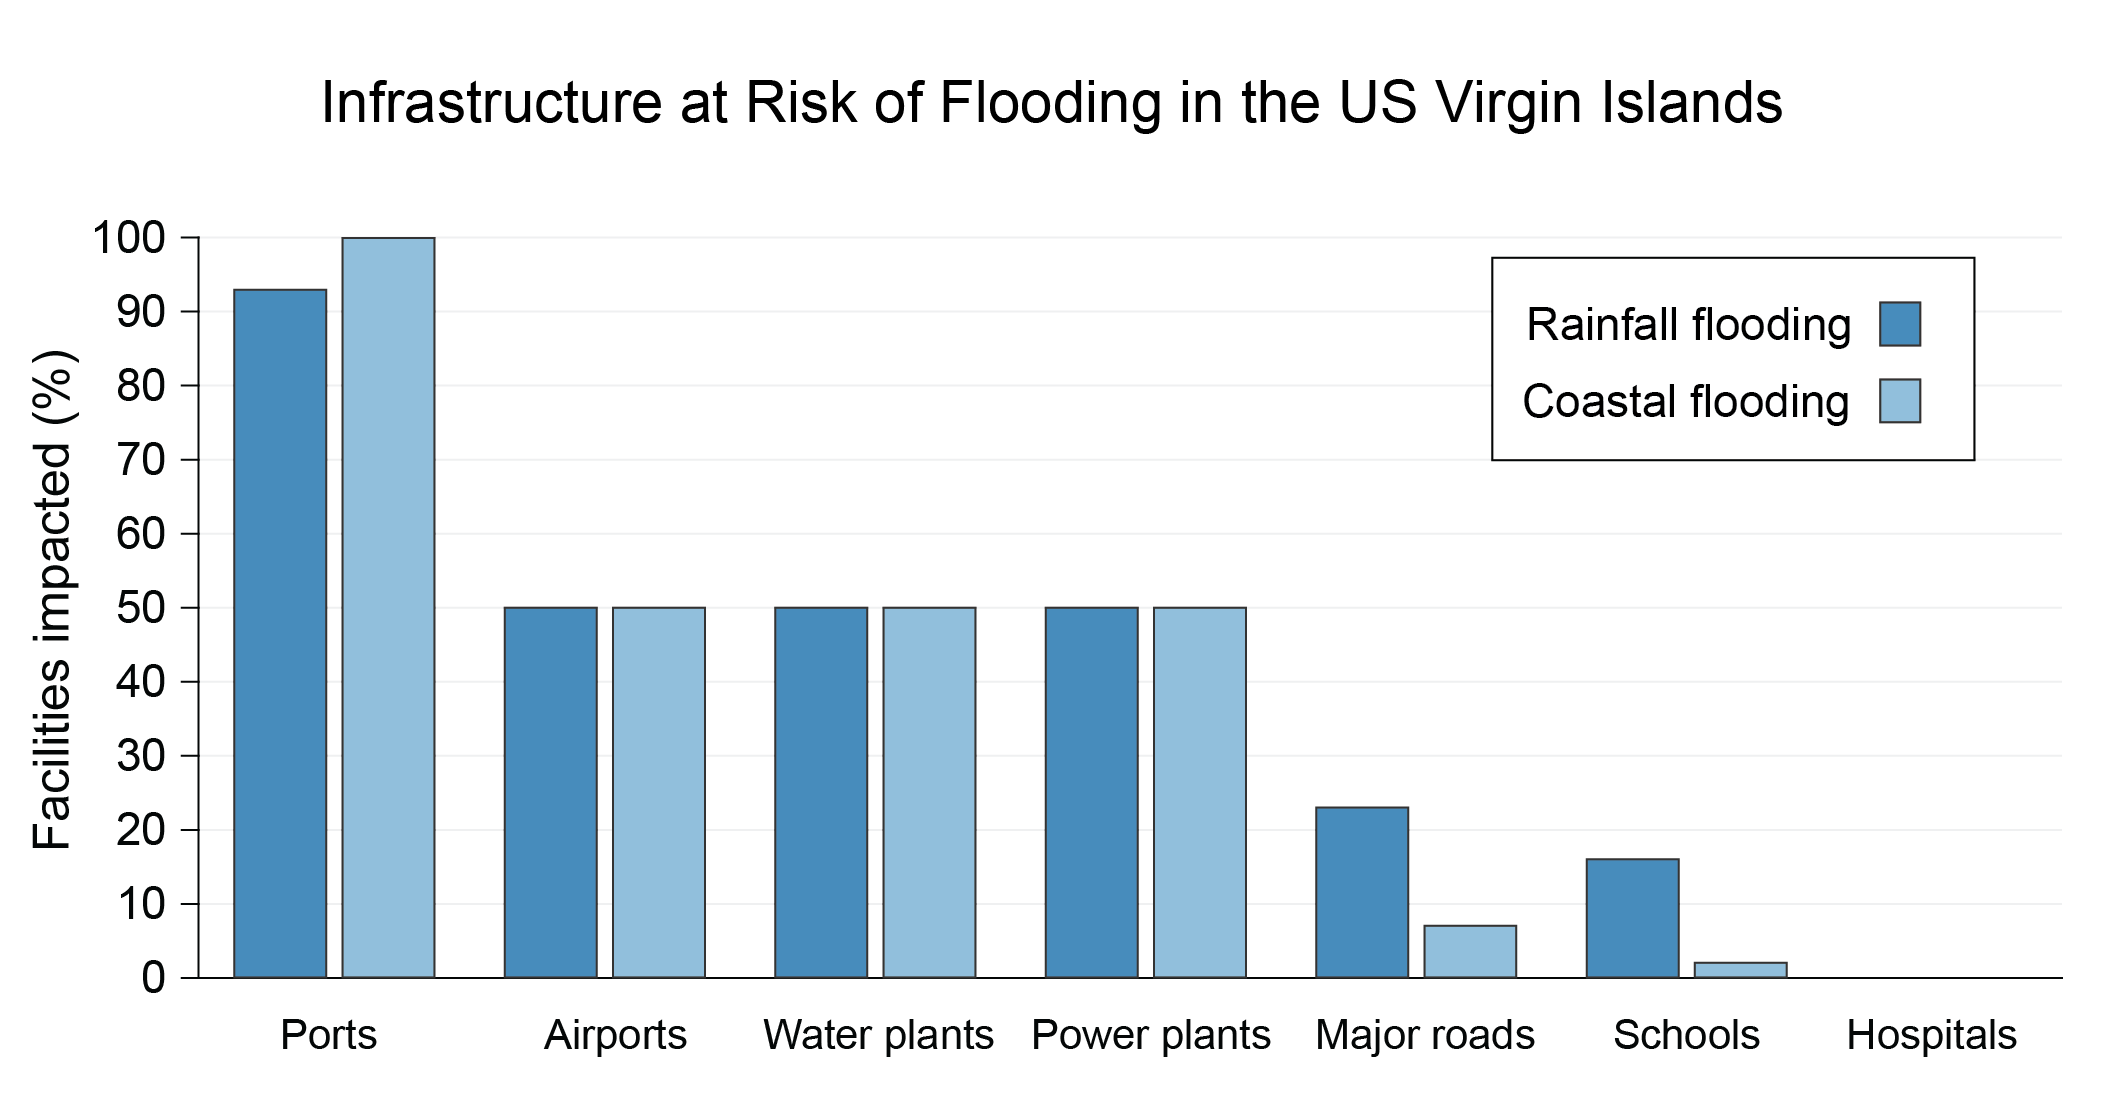 Infrastructure at Risk of Flooding in the US Virgin Islands
Facilities impacted (%)
100
90
80
70
60
50
40
30
20
10
0
Rainfall flooding
Coastal flooding
Ports
Airports
Water plants
Power plants
Major roads
Schools
Hospitals